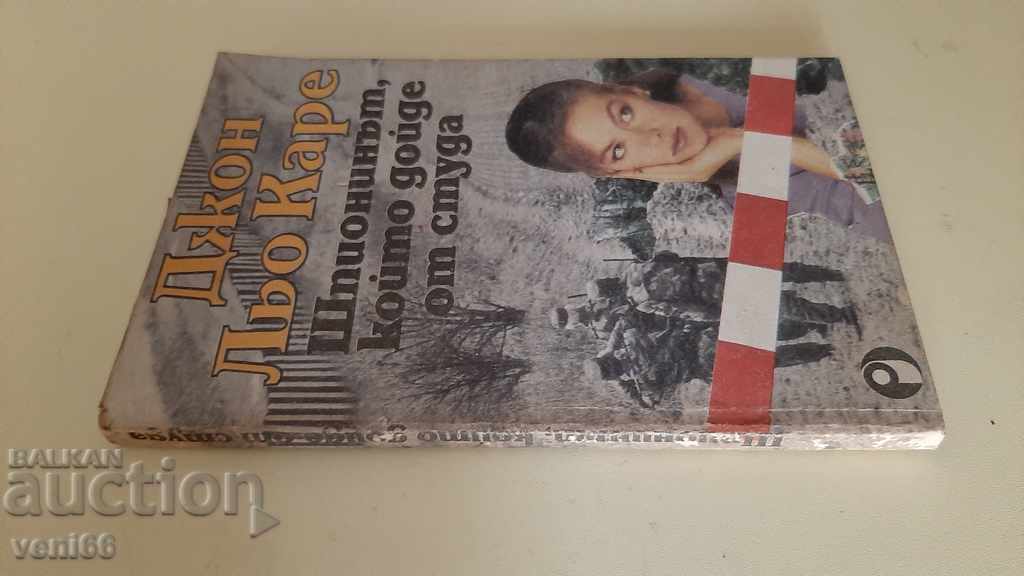 Джон
Льо Каре
Шпионинът,
който дойде
от студа
Шпионинът, който дойде от студа
BALKAN
auction
veni66